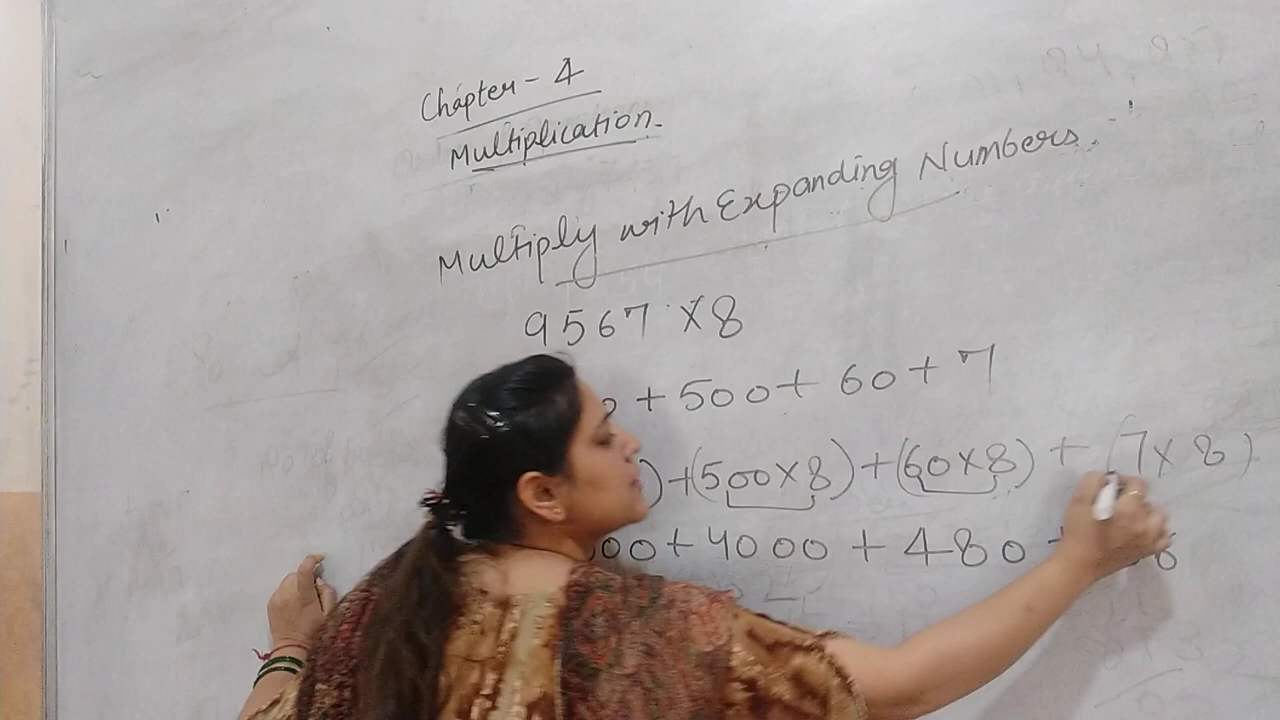 Chapter - 4
Multiplication.
Multiply with Expanding Numbers.
9567 × 8
0 + 500 + 60 + 7
) + (500 × 8) + (60 × 8) + (7 × 8)
00 + 4000 + 480 +